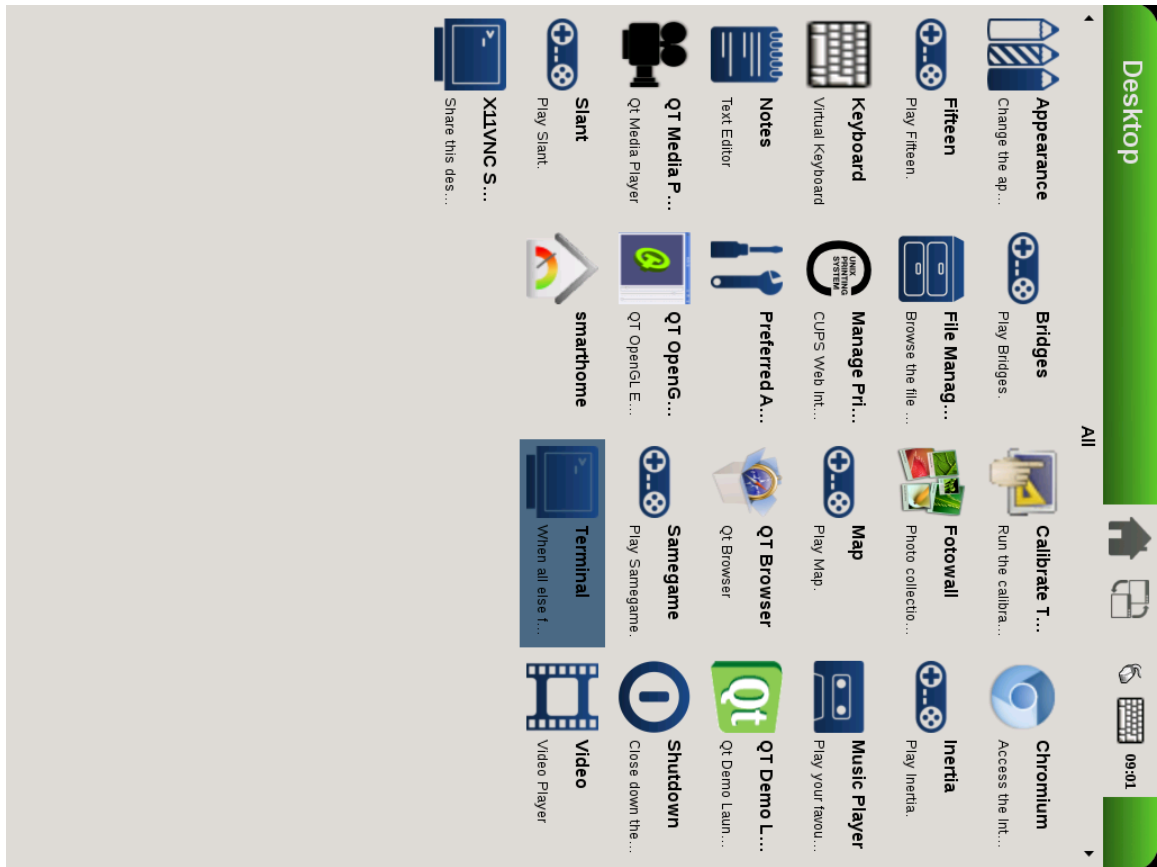 Desktop
09:01
All
Appearance
Change the ap...
Bridges
Play Bridges.
Calibrate T...
Run the calibra...
Chromium
Access the Int...
Fifteen
Play Fifteen.
File Manag...
Browse the file ...
Fotowall
Photo collectio...
Inertia
Play Inertia.
Keyboard
Virtual Keyboard
UNIX
PRINTING
SYSTEM
Manage Pri...
CUPS Web Int...
Map
Play Map.
Music Player
Play your favou...
Notes
Text Editor
Preferred A...
QT Browser
Qt Browser
Qt
QT Demo L...
Qt Demo Laun...
QT Media P...
Qt Media Player
QT OpenG...
QT OpenGL E...
Samegame
Play Samegame.
Shutdown
Close down the...
Slant
Play Slant.
smarthome
Terminal
When all else f...
Video
Video Player
X11VNC S...
Share this des...